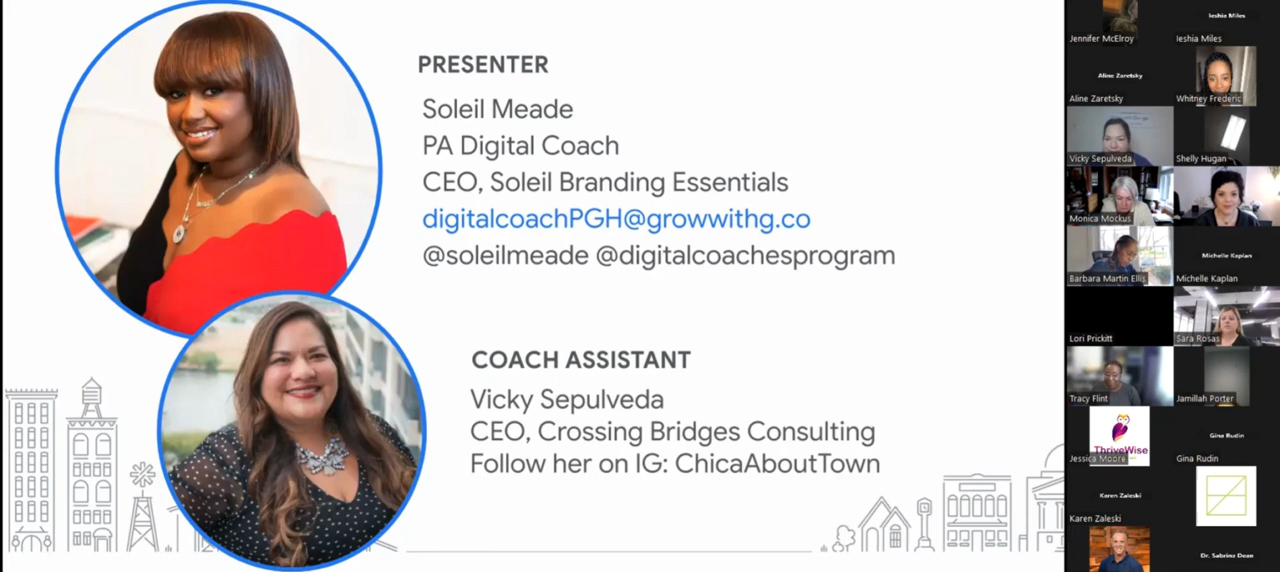 PRESENTER
Soleil Meade
PA Digital Coach
CEO, Soleil Branding Essentials
digitalcoachPGH@growwithg.co
@soleilmeade @digitalcoachesprogram
COACH ASSISTANT
Vicky Sepulveda
CEO, Crossing Bridges Consulting
Follow her on IG: ChicaAboutTown
Jennifer McElroy
Ieshia Miles
Ieshia Miles
Aline Zaretsky
Aline Zaretsky
Whitney Frederic
Vicky Sepulveda
Shelly Hugan
Monica Mockus
Barbara Martin Ellis
Michelle Kaplan
Michelle Kaplan
Lori Prickitt
Sara Rosas
Tracy Flint
Jamillah Porter
ThriveWise
Jessica Moore
Gina Rudin
Gina Rudin
Karen Zaleski
Karen Zaleski
Dr. Sabrina Dean